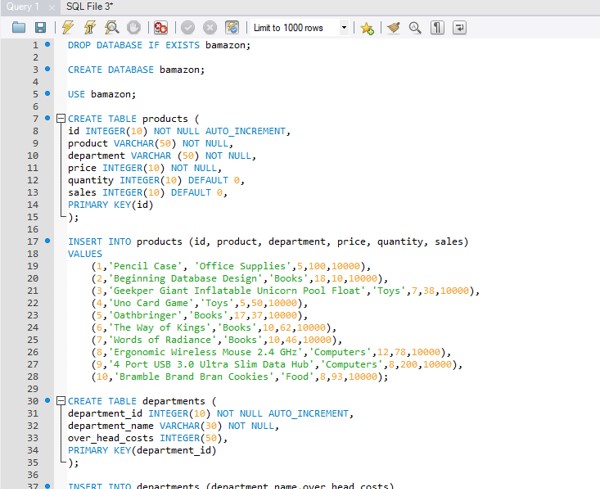 Query 1
SQL File 3*
Limit to 1000 rows
1 DROP DATABASE IF EXISTS bamazon;
2
3 CREATE DATABASE bamazon;
4
5 USE bamazon;
6
7 CREATE TABLE products (
8 id INTEGER(10) NOT NULL AUTO_INCREMENT,
9 product VARCHAR(50) NOT NULL,
10 department VARCHAR (50) NOT NULL,
11 price INTEGER(10) NOT NULL,
12 quantity INTEGER(10) DEFAULT 0,
13 sales INTEGER(10) DEFAULT 0,
14 PRIMARY KEY(id)
15 );
16
17 INSERT INTO products (id, product, department, price, quantity, sales)
18 VALUES
19 (1,'Pencil Case', 'Office Supplies',5,100,10000),
20 (2,'Beginning Database Design','Books',18,10,10000),
21 (3,'Geekper Giant Inflatable Unicorn Pool Float','Toys',7,38,10000),
22 (4,'Uno Card Game','Toys',5,50,10000),
23 (5,'Oathbringer','Books',17,37,10000),
24 (6,'The Way of Kings','Books',10,62,10000),
25 (7,'Words of Radiance','Books',10,46,10000),
26 (8,'Ergonomic Wireless Mouse 2.4 GHz','Computers',12,78,10000),
27 (9,'4 Port USB 3.0 Ultra Slim Data Hub','Computers',8,200,10000),
28 (10,'Bramble Brand Bran Cookies','Food',8,93,10000);
29
30 CREATE TABLE departments (
31 department_id INTEGER(10) NOT NULL AUTO_INCREMENT,
32 department_name VARCHAR(30) NOT NULL,
33 over_head_costs INTEGER(50),
34 PRIMARY KEY(department_id)
35 );
36
37 INSERT INTO departments (department_name,over_head_costs)